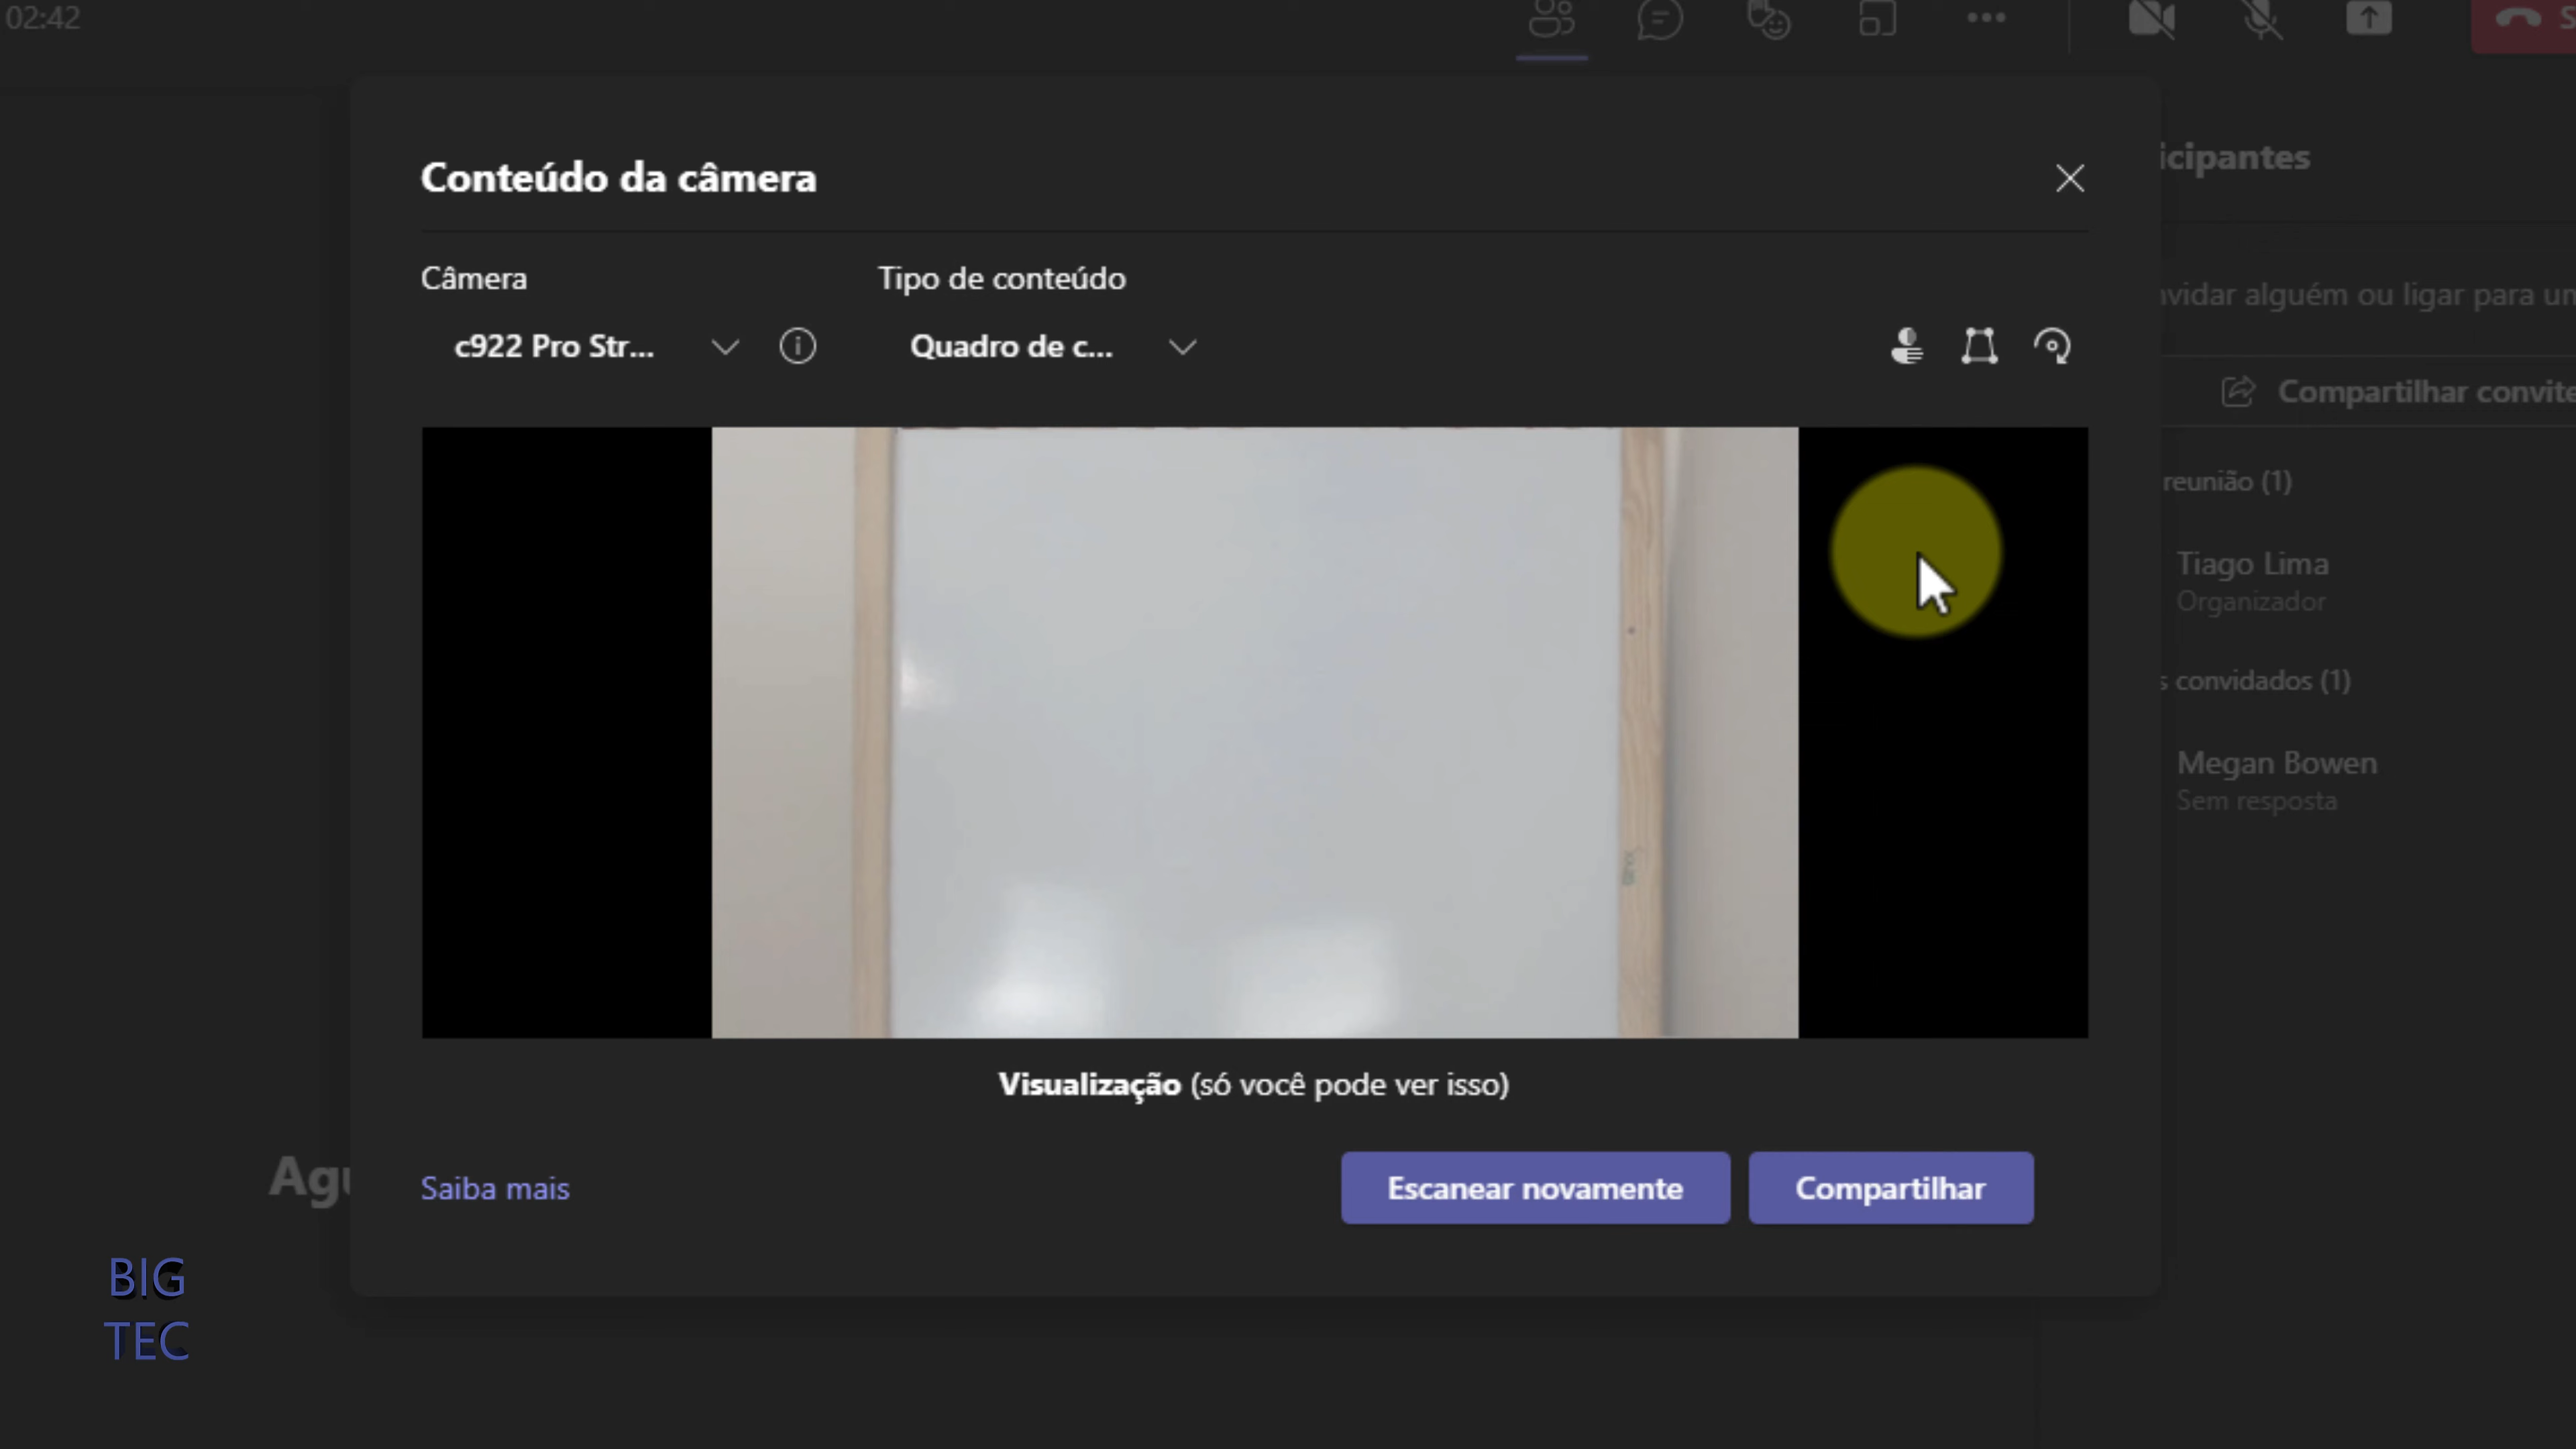 02:42
Conteúdo da câmera
icipantes
Câmera
Tipo de conteúdo
vidar alguém ou ligar para um
c922 Pro Str...
Quadro de c...
Compartilhar convite
reunião (1)
Tiago Lima
Organizador
s convidados (1)
Megan Bowen
Sem resposta
Visualização (só você pode ver isso)
Agu
Saiba mais
Escanear novamente
Compartilhar
BIG
TEC